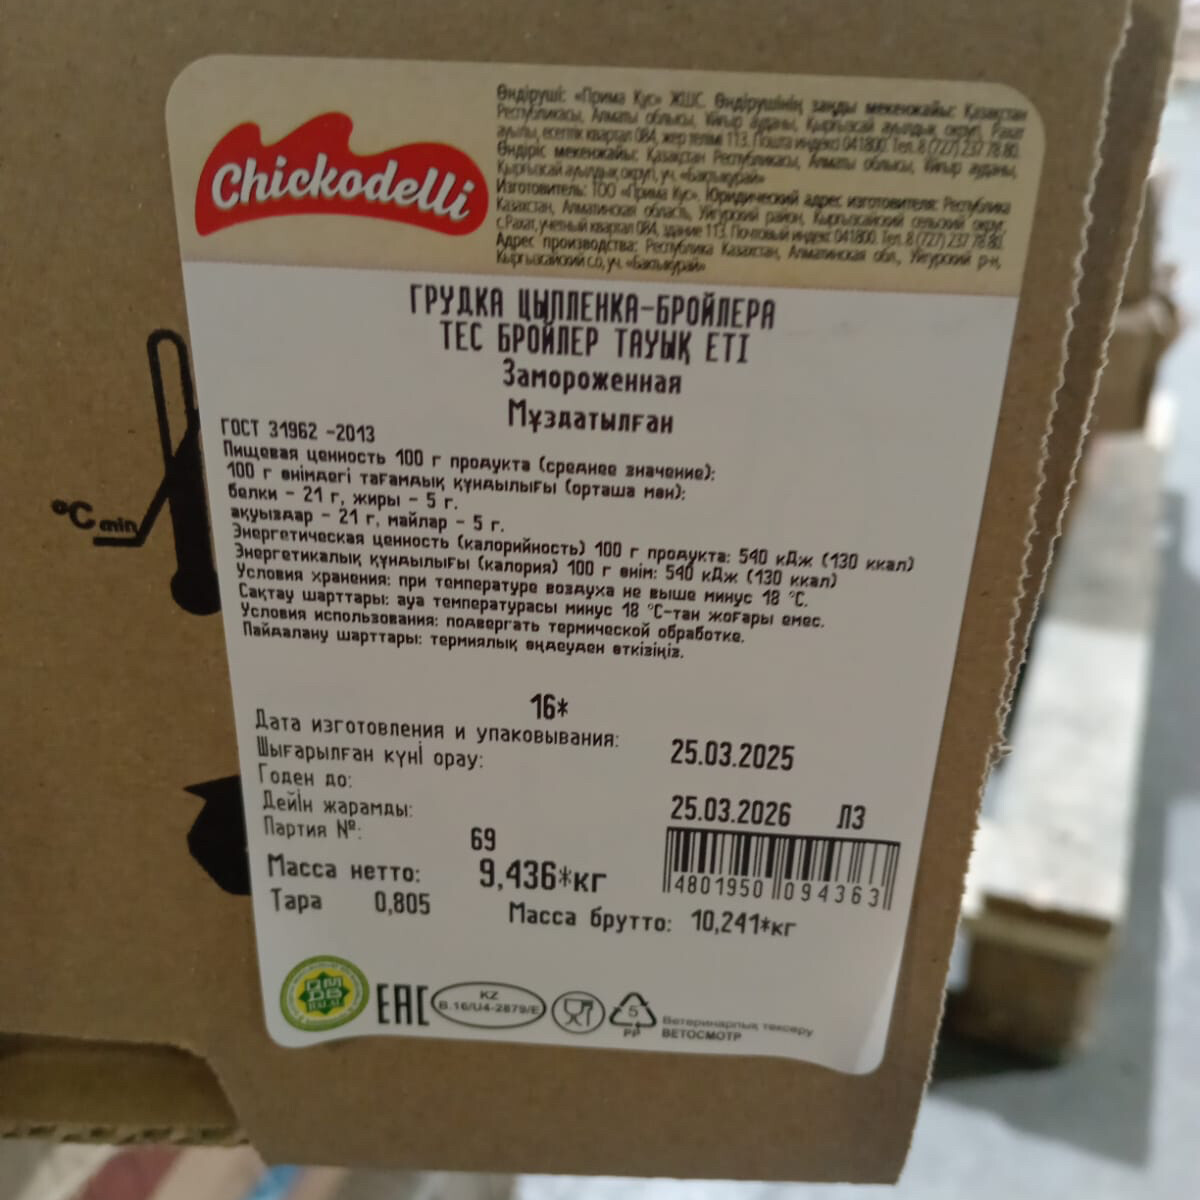 Chickodelli
Өндіруші: «Прима Құс» ЖШС. Өндірушінің заңды мекенжайы: Қазақстан
Республикасы, Алматы облысы, Ұйғыр ауданы, Қырғызсай ауылдық округі, Рахат
ауылы, есептік квартал 084, жер телімі 113. Пошта индексі 041800. Тел. 8 (727) 237 78 80.
Өндіріс мекенжайы: Қазақстан Республикасы, Алматы облысы, Ұйғыр ауданы,
Қырғызсай ауылдық округі, уч. «Бақтықұрай»
Изготовитель: ТОО «Прима Құс». Юридический адрес изготовителя: Республика
Казахстан, Алматинская область, Уйгурский район, Кыргызсайский сельский округ,
с.Рахат, учетный квартал 084, здание 113. Почтовый индекс 041800. Тел. 8 (727) 237 78 80.
Адрес производства: Республика Казахстан, Алматинская обл., Уйгурский р-н,
Кыргызсайский с.о, уч. «Бактыкурай»
ГРУДКА ЦЫПЛЕНКА-БРОЙЛЕРА
ТЕС БРОЙЛЕР ТАУЫҚ ЕТІ
Замороженная
Мұздатылған
ГОСТ 31962 -2013
Пищевая ценность 100 г продукта (среднее значение):
100 г өнімдегі тағамдық құндылығы (орташа мән):
белки - 21 г, жиры - 5 г.
ақуыздар - 21 г, майлар - 5 г.
Энергетическая ценность (калорийность) 100 г продукта: 540 кДж (130 ккал)
Энергетикалық құндылығы (калория) 100 г өнім: 540 кДж (130 ккал)
Условия хранения: при температуре воздуха не выше минус 18 °С.
Сақтау шарттары: ауа температурасы минус 18 °С-тан жоғары емес.
Условия использования: подвергать термической обработке.
Пайдалану шарттары: термиялық өңдеуден өткізіңіз.
°C min
16*
Дата изготовления и упаковывания: 25.03.2025
Шығарылған күні орау:
Годен до: 25.03.2026 ЛЗ
Дейін жарамды:
Партия №: 69
Масса нетто: 9,436*кг
4801950 094363
Тара 0,805 Масса брутто: 10,241*кг
HALAL
ЕАС
KZ
B.16/U4-2879/E
5
PP
Ветеринарлық тексеру
ВЕТОСМОТР